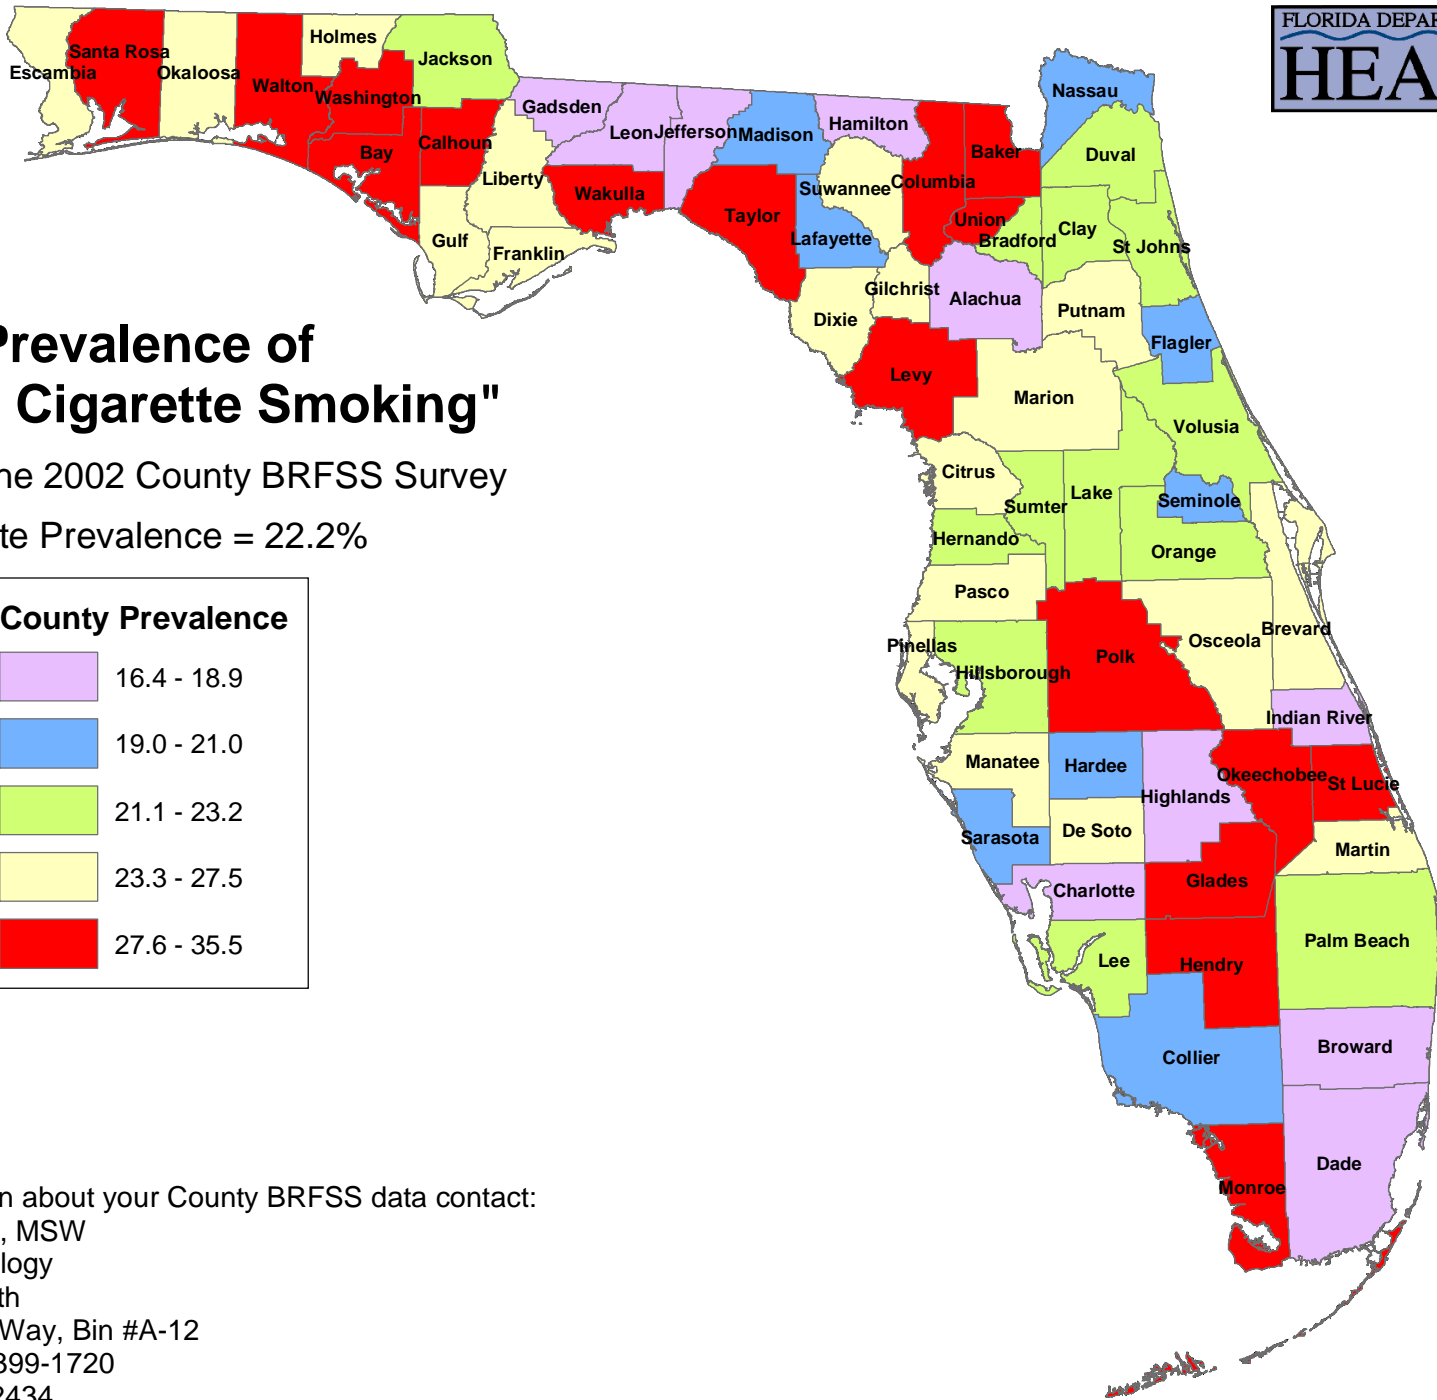 FLORIDA DEPAR
HEA
Holmes
Santa Rosa
Jackson
Escambia
Okaloosa
Walton
Washington
Nassau
Gadsden
Leon
Jefferson
Madison
Hamilton
Calhoun
Bay
Baker
Duval
Liberty
Suwannee
Columbia
Wakulla
Taylor
Union
Bradford
Clay
St Johns
Gulf
Franklin
Lafayette
Gilchrist
Alachua
Dixie
Putnam
Flagler
Levy
Marion
Volusia
Prevalence of
Cigarette Smoking"
ne 2002 County BRFSS Survey
te Prevalence = 22.2%
Citrus
Sumter
Lake
Seminole
Hernando
Orange
Pasco
Pinellas
Hillsborough
Polk
Osceola
Brevard
Indian River
County Prevalence
16.4 - 18.9
19.0 - 21.0
21.1 - 23.2
23.3 - 27.5
27.6 - 35.5
Manatee
Hardee
Highlands
Okeechobee
St Lucie
Sarasota
De Soto
Martin
Charlotte
Glades
Lee
Hendry
Palm Beach
Collier
Broward
Dade
Monroe
n about your County BRFSS data contact:
, MSW
logy
th
Way, Bin #A-12
399-1720
2434